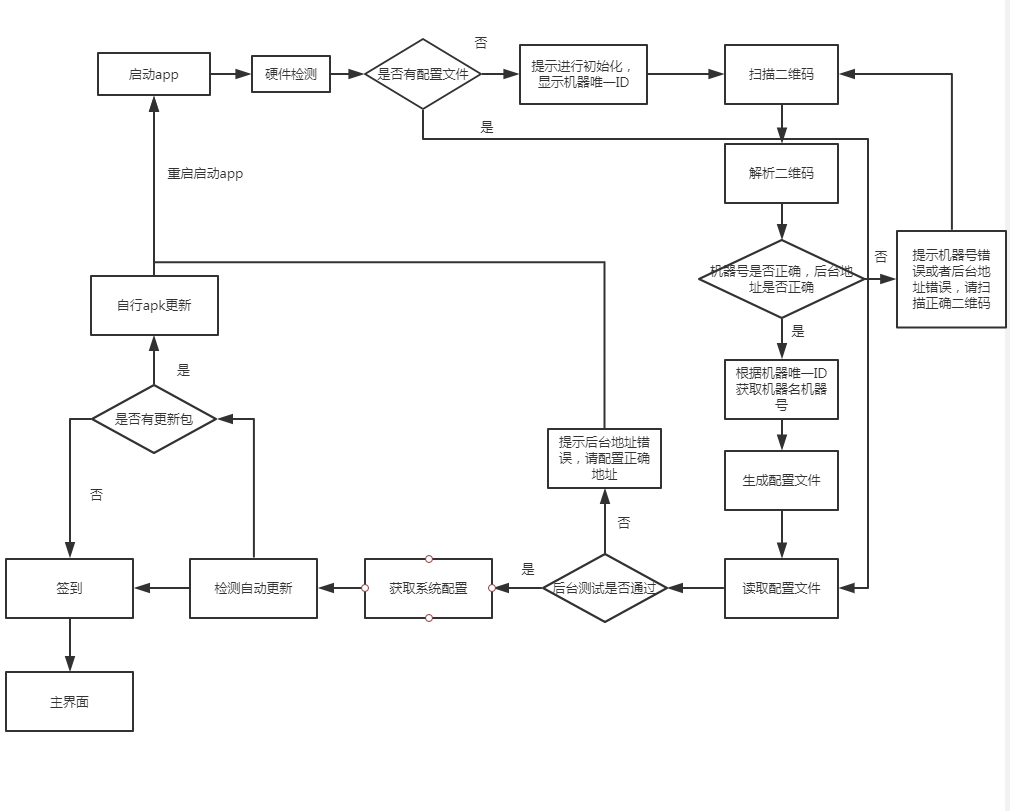 否
启动app
硬件检测
是否有配置文件
提示进行初始化，
显示机器唯一ID
扫描二维码
是
重启启动app
解析二维码
机器号是否正确，后台地
址是否正确
否
提示机器号错
误或者后台地
址错误，请扫
描正确二维码
自行apk更新
是
是
根据机器唯一ID
获取机器名机器
号
是否有更新包
提示后台地址错
误，请配置正确
地址
生成配置文件
否
否
是
签到
检测自动更新
获取系统配置
后台测试是否通过
读取配置文件
主界面